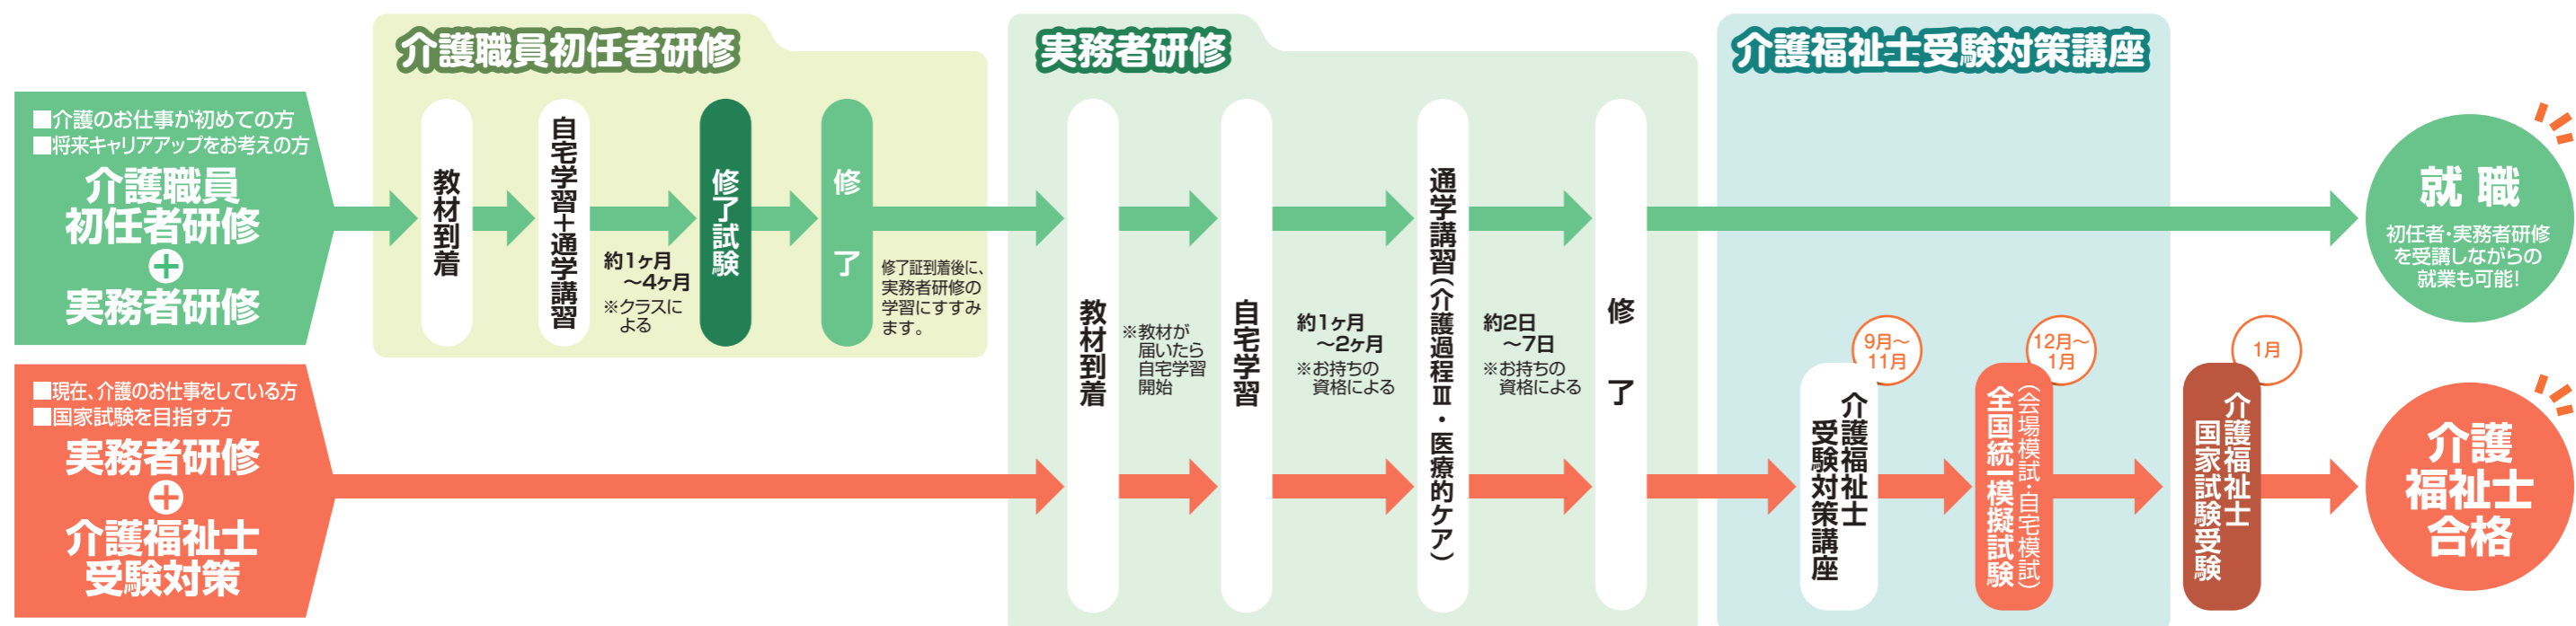 介護職員初任者研修
実務者研修
介護福祉士受験対策講座
■介護のお仕事が初めての方
■将来キャリアアップをお考えの方
介護職員
初任者研修
+
実務者研修
教材到着
自宅学習+通学講習
約1ヶ月
～4ヶ月
※クラスに
よる
修了試験
修了
修了証到着後に、
実務者研修の
学習にすすみ
ます。
教材到着
※教材が
届いたら
自宅学習
開始
自宅学習
約1ヶ月
～2ヶ月
※お持ちの
資格による
通学講習(介護過程Ⅲ・医療的ケア)
約2日
～7日
※お持ちの
資格による
修了
就職
初任者・実務者研修
を受講しながらの
就業も可能!
■現在、介護のお仕事をしている方
■国家試験を目指す方
実務者研修
+
介護福祉士
受験対策
9月～
11月
介護福祉士
受験対策講座
12月～
1月
(会場模試・自宅模試)
全国統一模擬試験
1月
介護福祉士
国家試験受験
介護
福祉士
合格